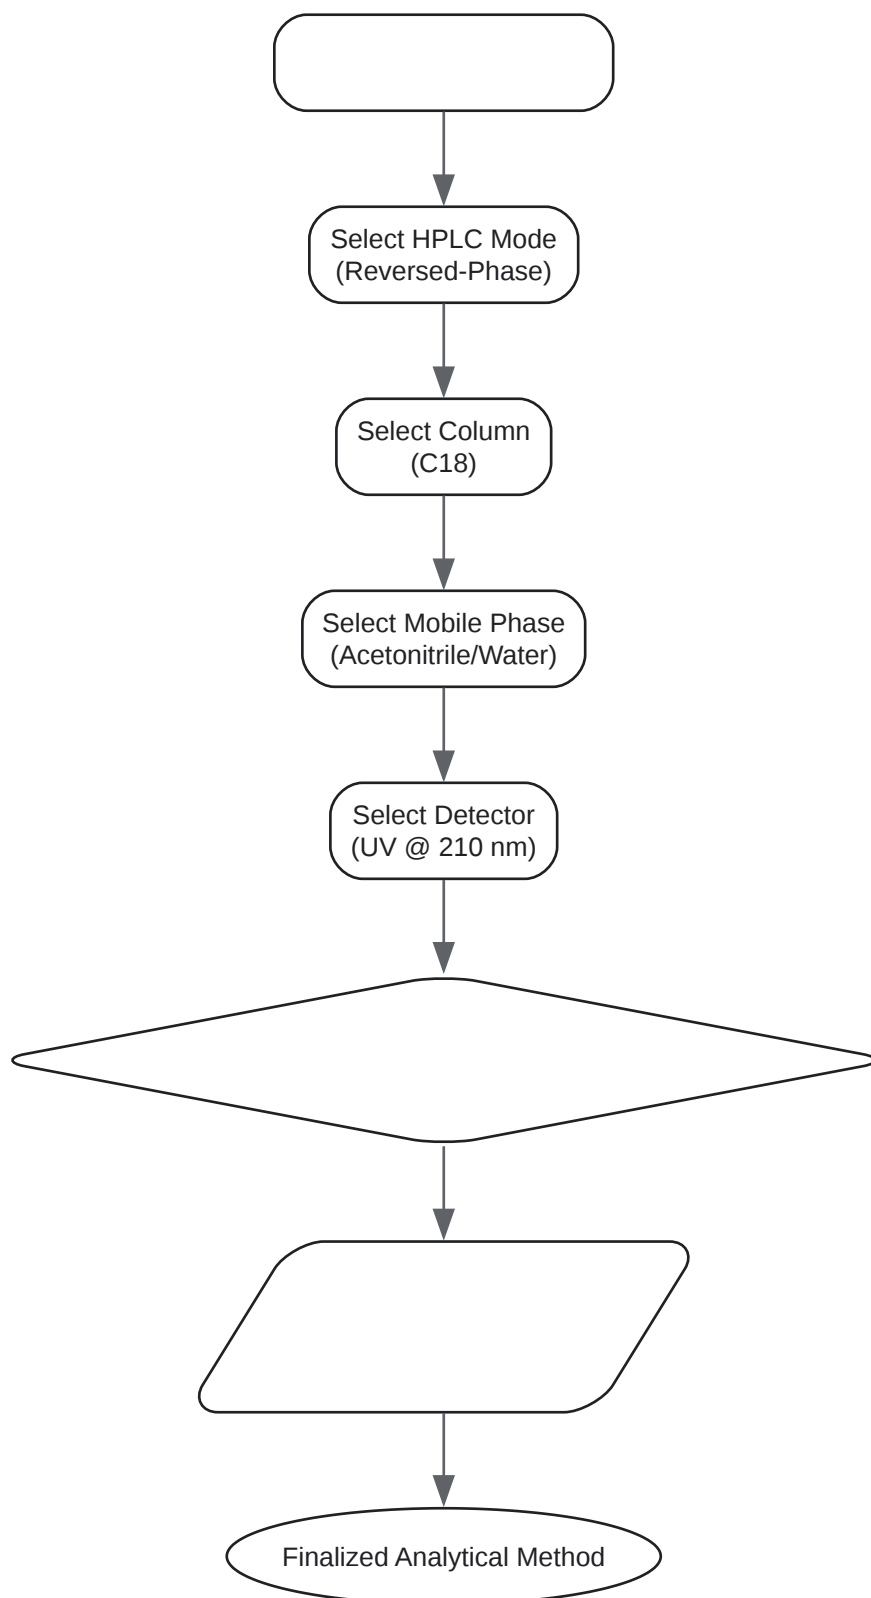 Select HPLC Mode
(Reversed-Phase)
Select Column
(C18)
Select Mobile Phase
(Acetonitrile/Water)
Select Detector
(UV @ 210 nm)
Finalized Analytical Method